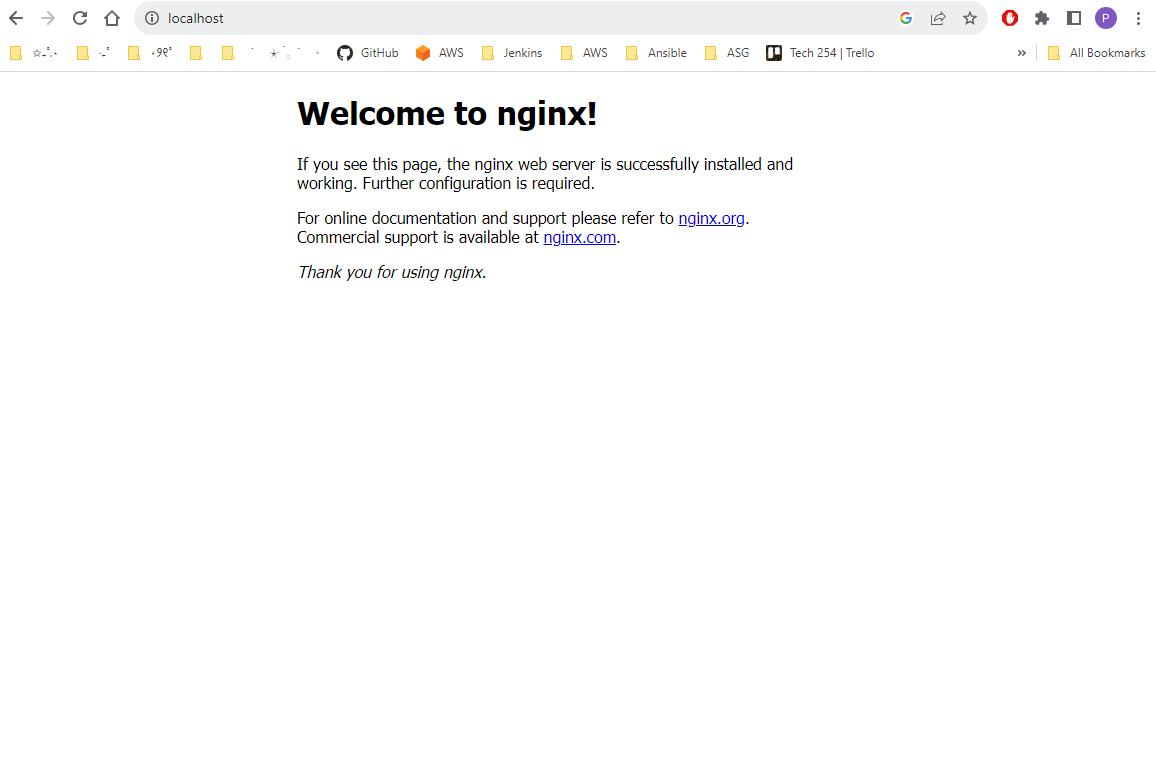 localhost
P
GitHub
AWS
Jenkins
AWS
Ansible
ASG
Tech 254 | Trello
»
All Bookmarks
Welcome to nginx!
If you see this page, the nginx web server is successfully installed and
working. Further configuration is required.
For online documentation and support please refer to nginx.org.
Commercial support is available at nginx.com.
Thank you for using nginx.